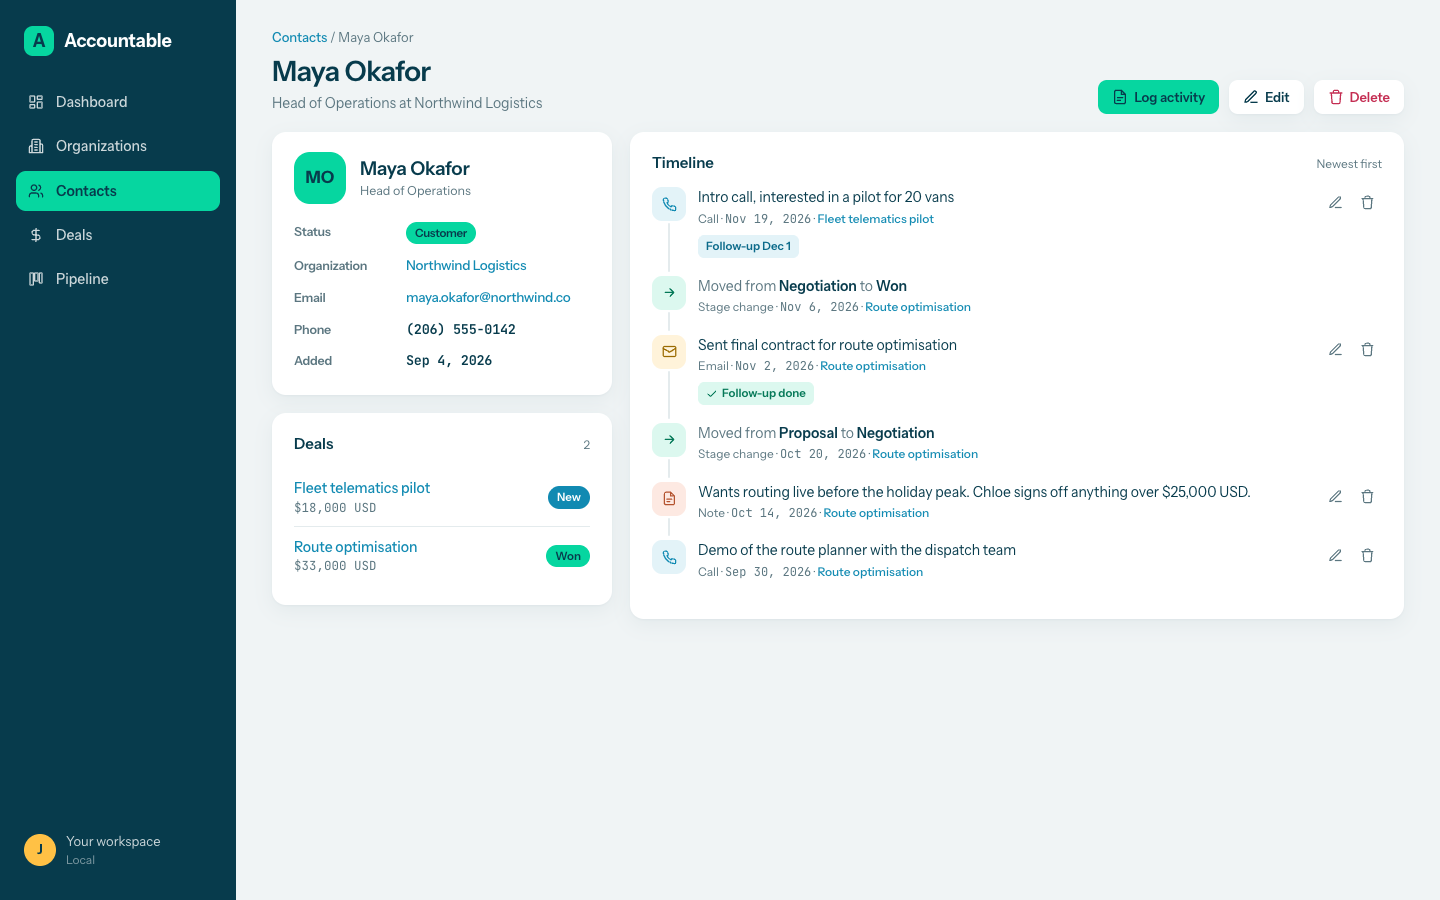 A Accountable
Dashboard
Organizations
Contacts
Deals
Pipeline
J
Your workspace
Local
Contacts / Maya Okafor
Maya Okafor
Head of Operations at Northwind Logistics
Log activity
Edit
Delete
MO
Maya Okafor
Head of Operations
Status Customer
Organization Northwind Logistics
Email maya.okafor@northwind.co
Phone (206) 555-0142
Added Sep 4, 2026
Deals 2
Fleet telematics pilot
$18,000 USD
New
Route optimisation
$33,000 USD
Won
Timeline
Newest first
Intro call, interested in a pilot for 20 vans
Call · Nov 19, 2026 · Fleet telematics pilot
Follow-up Dec 1
Moved from Negotiation to Won
Stage change · Nov 6, 2026 · Route optimisation
Sent final contract for route optimisation
Email · Nov 2, 2026 · Route optimisation
Follow-up done
Moved from Proposal to Negotiation
Stage change · Oct 20, 2026 · Route optimisation
Wants routing live before the holiday peak. Chloe signs off anything over $25,000 USD.
Note · Oct 14, 2026 · Route optimisation
Demo of the route planner with the dispatch team
Call · Sep 30, 2026 · Route optimisation